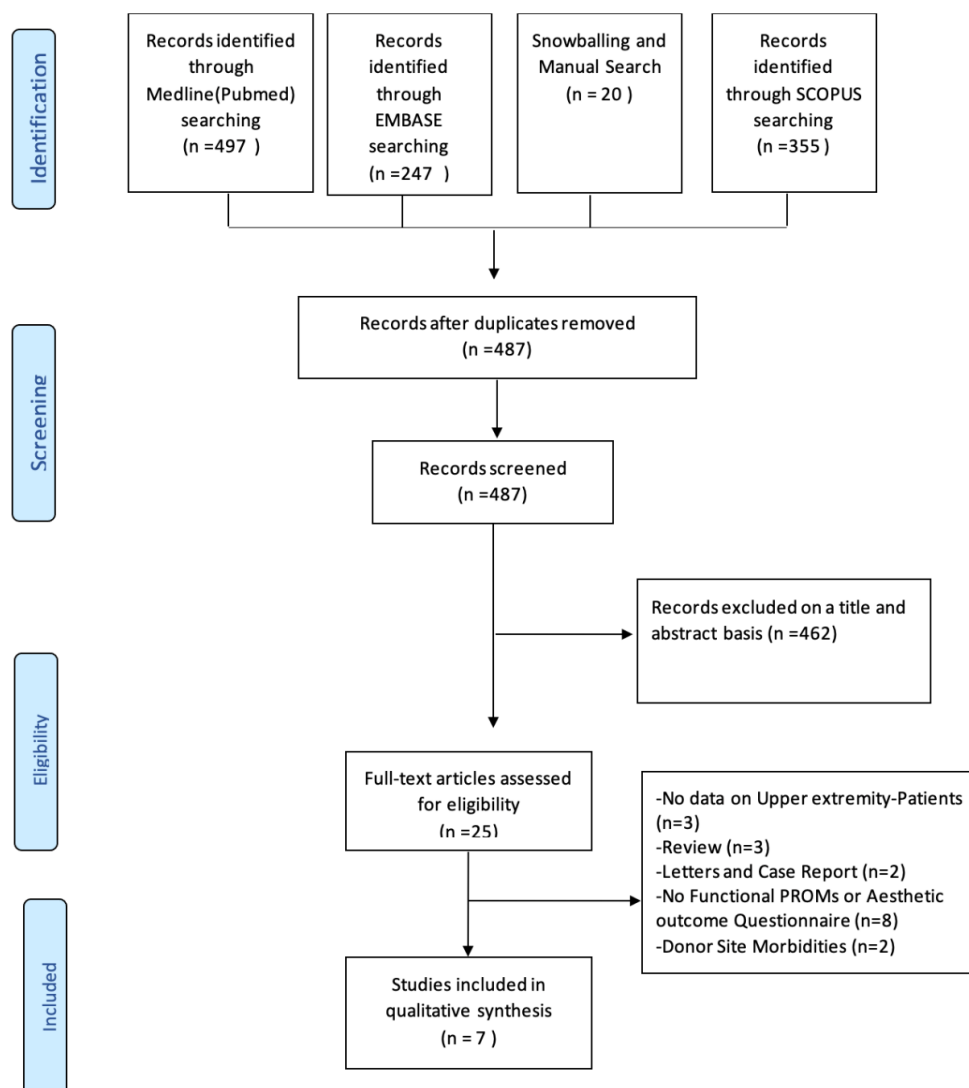 Identification
Records identified
through
Medline(Pubmed)
searching
(n =497 )
Records
identified
through
EMBASE
searching
(n =247 )
Snowballing and
Manual Search
(n = 20 )
Records
identified
through SCOPUS
searching
(n =355 )
Screening
Records after duplicates removed
(n =487)
Records screened
(n =487)
Records excluded on a title and
abstract basis (n =462)
Eligibility
Full-text articles assessed
for eligibility
(n =25)
-No data on Upper extremity-Patients
(n=3)
-Review (n=3)
-Letters and Case Report (n=2)
-No Functional PROMs or Aesthetic
outcome Questionnaire (n=8)
-Donor Site Morbidities (n=2)
Included
Studies included in
qualitative synthesis
(n = 7 )